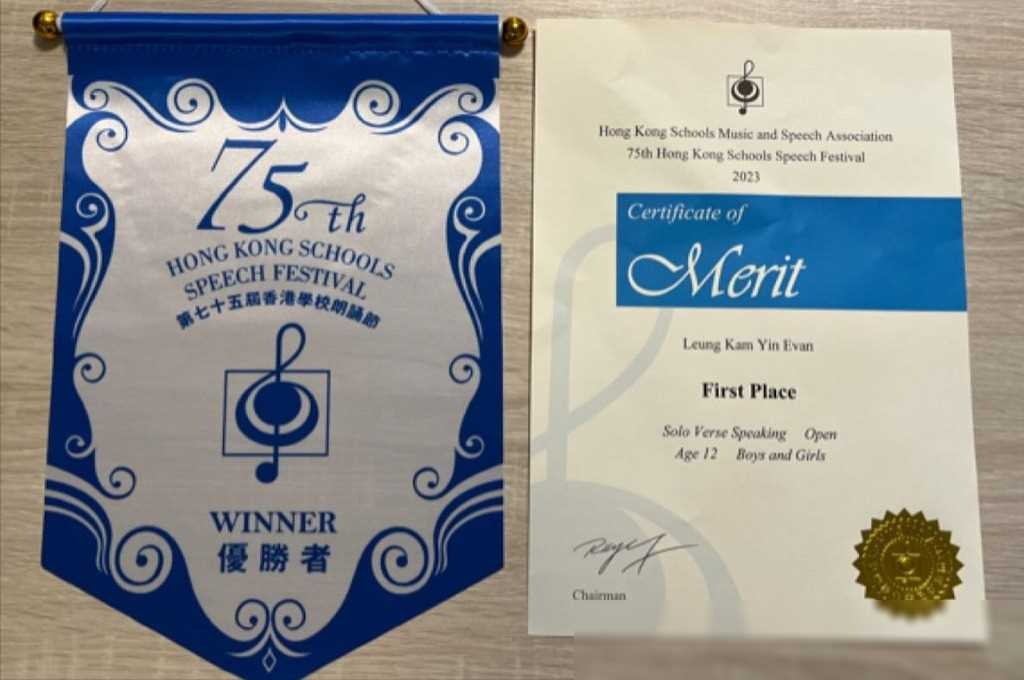 75th
HONG KONG SCHOOLS
SPEECH FESTIVAL
第七十五屆香港學校朗誦節
WINNER
優勝者
Hong Kong Schools Music and Speech Association
75th Hong Kong Schools Speech Festival
2023
Certificate of
Merit
Leung Kam Yin Evan
First Place
Solo Verse Speaking Open
Age 12 Boys and Girls
Chairman